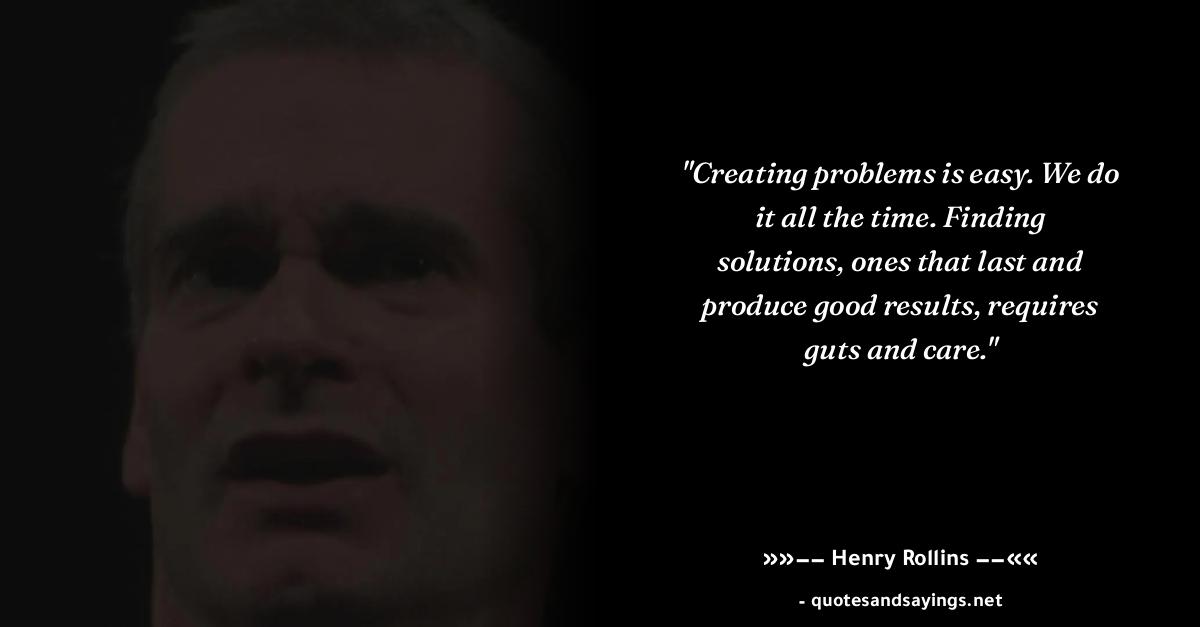 "Creating problems is easy. We do
it all the time. Finding
solutions, ones that last and
produce good results, requires
guts and care."
»»−− Henry Rollins −−««
- quotesandsayings.net